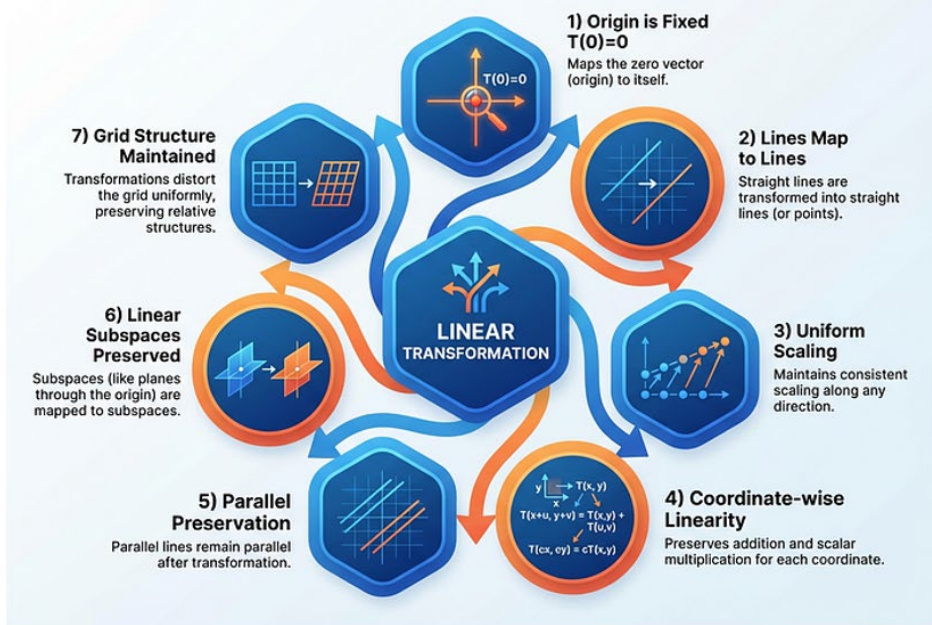 1) Origin is Fixed
T(0)=0
Maps the zero vector
(origin) to itself.
T(0)=0
2) Lines Map
to Lines
Straight lines are
transformed into straight
lines (or points).
3) Uniform
Scaling
Maintains consistent
scaling along any
direction.
4) Coordinate-wise
Linearity
Preserves addition and scalar
multiplication for each coordinate.
y
x
T(x, y)
T(x+u, y+v) = T(x,y) +
T(u,v)
T(cx, cy) = cT(x,y)
5) Parallel
Preservation
Parallel lines remain parallel
after transformation.
6) Linear
Subspaces
Preserved
Subspaces (like planes
through the origin) are
mapped to subspaces.
7) Grid Structure
Maintained
Transformations distort
the grid uniformly,
preserving relative
structures.
LINEAR
TRANSFORMATION